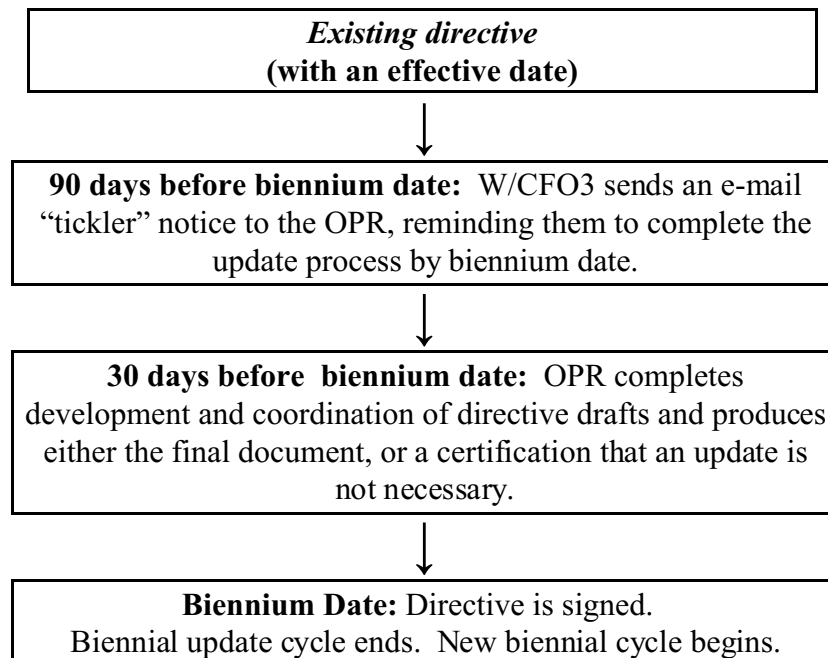 Existing directive
(with an effective date)
90 days before biennium date:  W/CFO3 sends an e-mail
“tickler” notice to the OPR, reminding them to complete the
update process by biennium date.
30 days before  biennium date:  OPR completes
development and coordination of directive drafts and produces
either the final document, or a certification that an update is
not necessary.
Biennium Date: Directive is signed.
Biennial update cycle ends.  New biennial cycle begins.